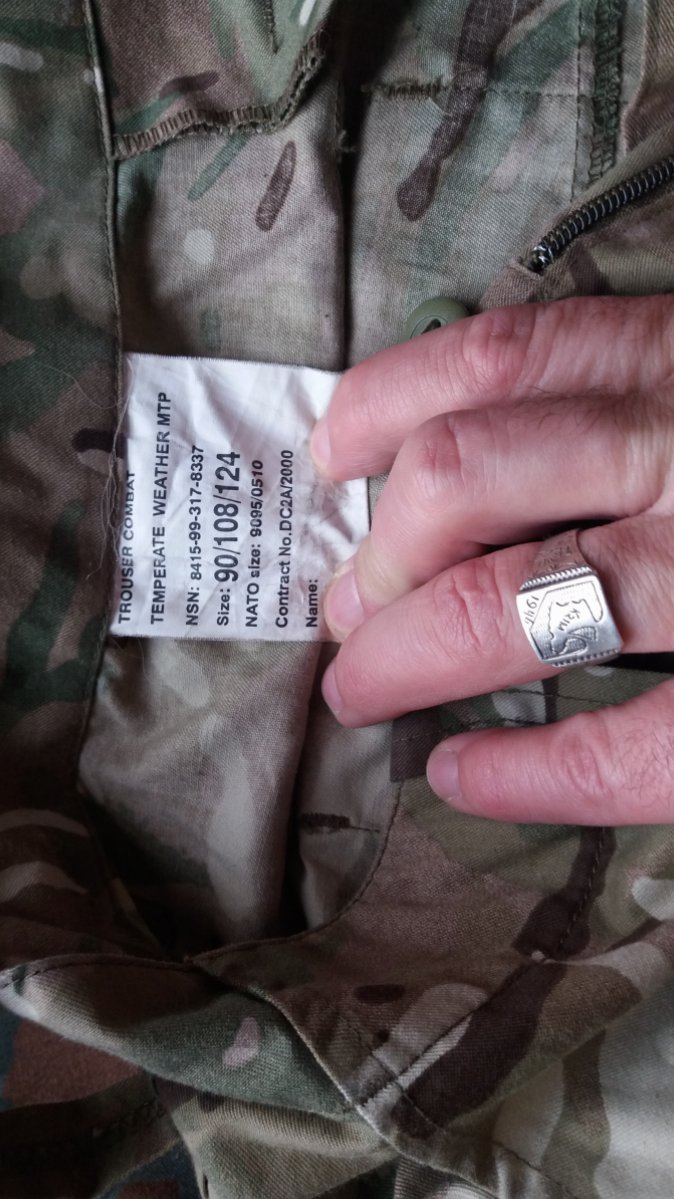 TROUSER COMBAT
TEMPERATE WEATHER MTP
NSN: 8415-99-317-8337
Size: 90/108/124
NATO size: 9095/0510
Contract No.DC2A/2000
Name: